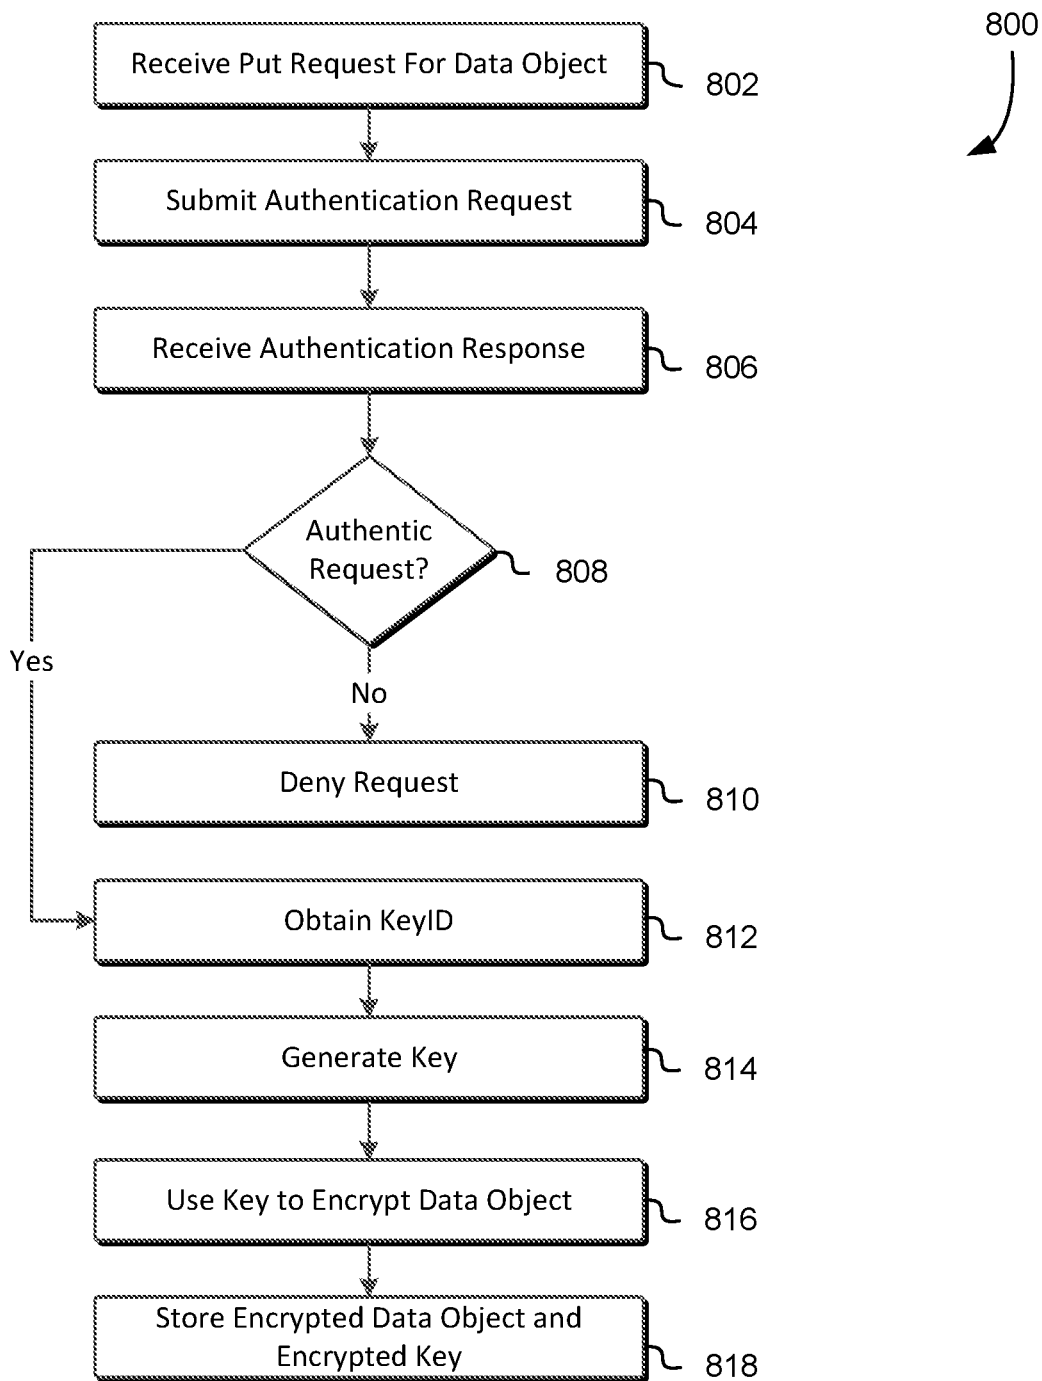 800
Receive Put Request For Data Object
802
Submit Authentication Request
804
Receive Authentication Response
806
Authentic
Request?
808
Yes
No
Deny Request
810
Obtain KeyID
812
Generate Key
814
Use Key to Encrypt Data Object
816
Store Encrypted Data Object and
Encrypted Key
818